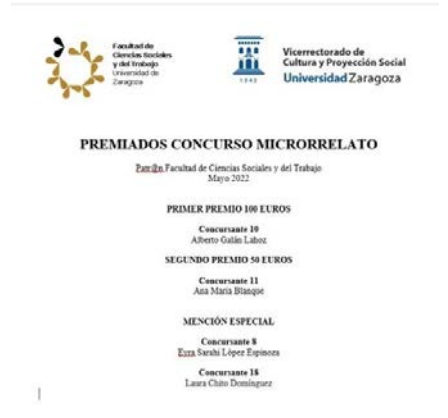 Facultad de
Ciencias Sociales
y del Trabajo
Universidad de
Zaragoza
1542
Vicerrectorado de
Cultura y Proyección Social
Universidad Zaragoza
PREMIADOS CONCURSO MICRORRELATO
Patr@n Facultad de Ciencias Sociales y del Trabajo
Mayo 2022
PRIMER PREMIO 100 EUROS
Concursante 10
Alberto Galán Lahoz
SEGUNDO PREMIO 50 EUROS
Concursante 11
Ana María Blanque
MENCIÓN ESPECIAL
Concursante 8
Eyra Sarahi López Espinoza
Concursante 18
Laura Chito Domínguez